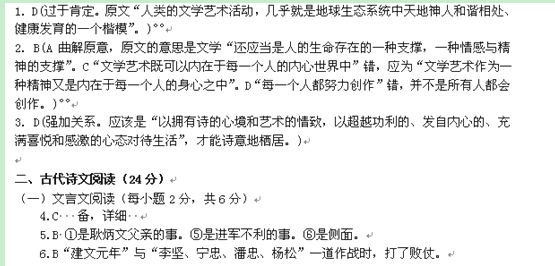 1. D(过于肯定。原文“人类的文学艺术活动，几乎就是地球生态系统中天地神人和谐相处、
健康发育的一个楷模”。)°°
2. B(A 曲解原意，原文的意思是文学“还应当是人的生命存在的一种支撑，一种情感与精
神的支撑”。C“文学艺术既可以内在于每一个人的内心世界中”错，应为“文学艺术作为一
种精神又是内在于每一个人的身心之中”。D“每一个人都努力创作”错，并不是所有人都会
创作。)°°
3. D(强加关系。应该是“以拥有诗的心境和艺术的情致，以超越功利的、发自内心的、充
满喜悦和感激的心态对待生活”，才能诗意地栖居。)
二、古代诗文阅读（24 分）
（一）文言文阅读（每小题 2 分，共 6 分）
4.C···备，详细··
5.B·①是耿炳文父亲的事。⑤是进军不利的事。⑥是侧面。
6.B“建文元年”与“李坚、宁忠、潘忠、杨松”一道作战时，打了败仗。